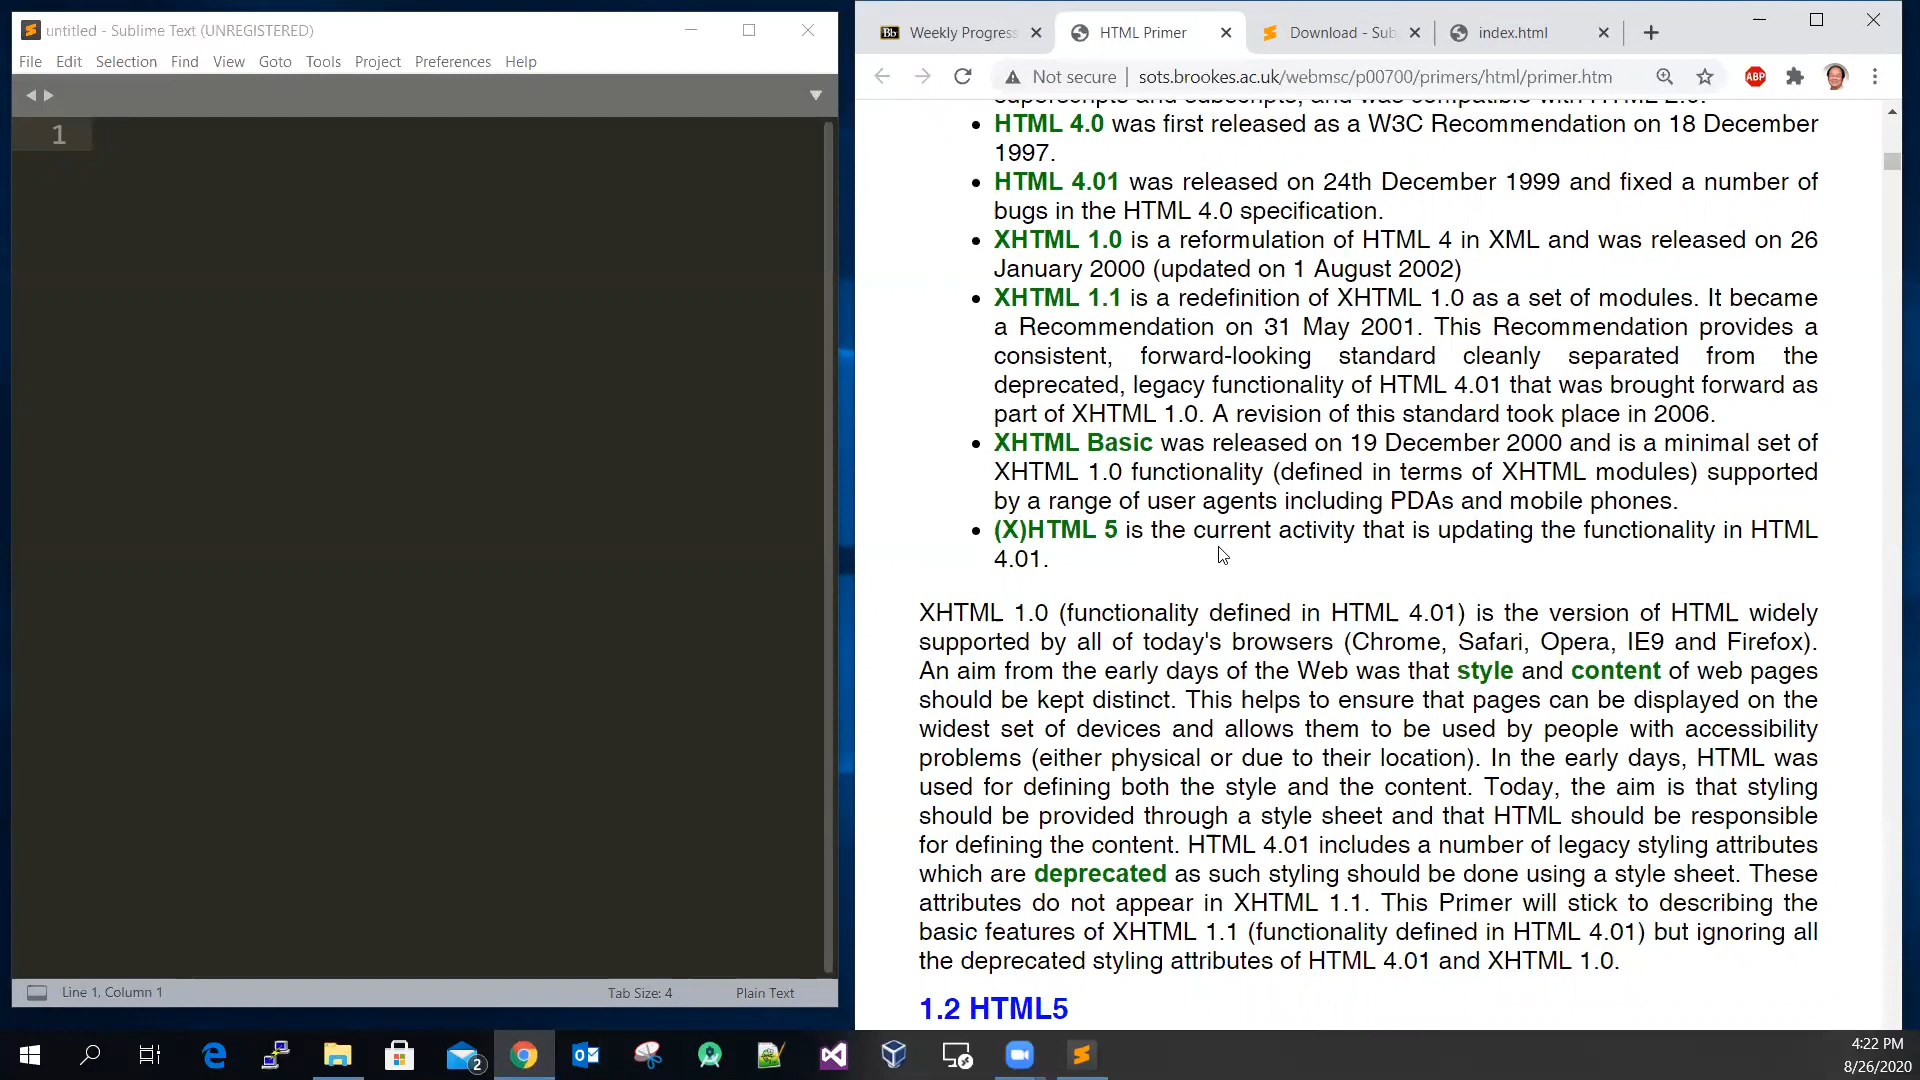 untitled - Sublime Text (UNREGISTERED)
File Edit Selection Find View Goto Tools Project Preferences Help
1
Line 1, Column 1
Tab Size: 4
Plain Text
Weekly Progress
HTML Primer
Download - Sub
index.html
Not secure | sots.brookes.ac.uk/webmsc/p00700/primers/html/primer.htm
ABP
superscripts and subscripts, and was compatible with HTML 2.0.
HTML 4.0 was first released as a W3C Recommendation on 18 December
1997.
HTML 4.01 was released on 24th December 1999 and fixed a number of
bugs in the HTML 4.0 specification.
XHTML 1.0 is a reformulation of HTML 4 in XML and was released on 26
January 2000 (updated on 1 August 2002)
XHTML 1.1 is a redefinition of XHTML 1.0 as a set of modules. It became
a Recommendation on 31 May 2001. This Recommendation provides a
consistent, forward-looking standard cleanly separated from the
deprecated, legacy functionality of HTML 4.01 that was brought forward as
part of XHTML 1.0. A revision of this standard took place in 2006.
XHTML Basic was released on 19 December 2000 and is a minimal set of
XHTML 1.0 functionality (defined in terms of XHTML modules) supported
by a range of user agents including PDAs and mobile phones.
(X)HTML 5 is the current activity that is updating the functionality in HTML
4.01.
XHTML 1.0 (functionality defined in HTML 4.01) is the version of HTML widely
supported by all of today's browsers (Chrome, Safari, Opera, IE9 and Firefox).
An aim from the early days of the Web was that style and content of web pages
should be kept distinct. This helps to ensure that pages can be displayed on the
widest set of devices and allows them to be used by people with accessibility
problems (either physical or due to their location). In the early days, HTML was
used for defining both the style and the content. Today, the aim is that styling
should be provided through a style sheet and that HTML should be responsible
for defining the content. HTML 4.01 includes a number of legacy styling attributes
which are deprecated as such styling should be done using a style sheet. These
attributes do not appear in XHTML 1.1. This Primer will stick to describing the
basic features of XHTML 1.1 (functionality defined in HTML 4.01) but ignoring all
the deprecated styling attributes of HTML 4.01 and XHTML 1.0.
1.2 HTML5
2
4:22 PM
8/26/2020